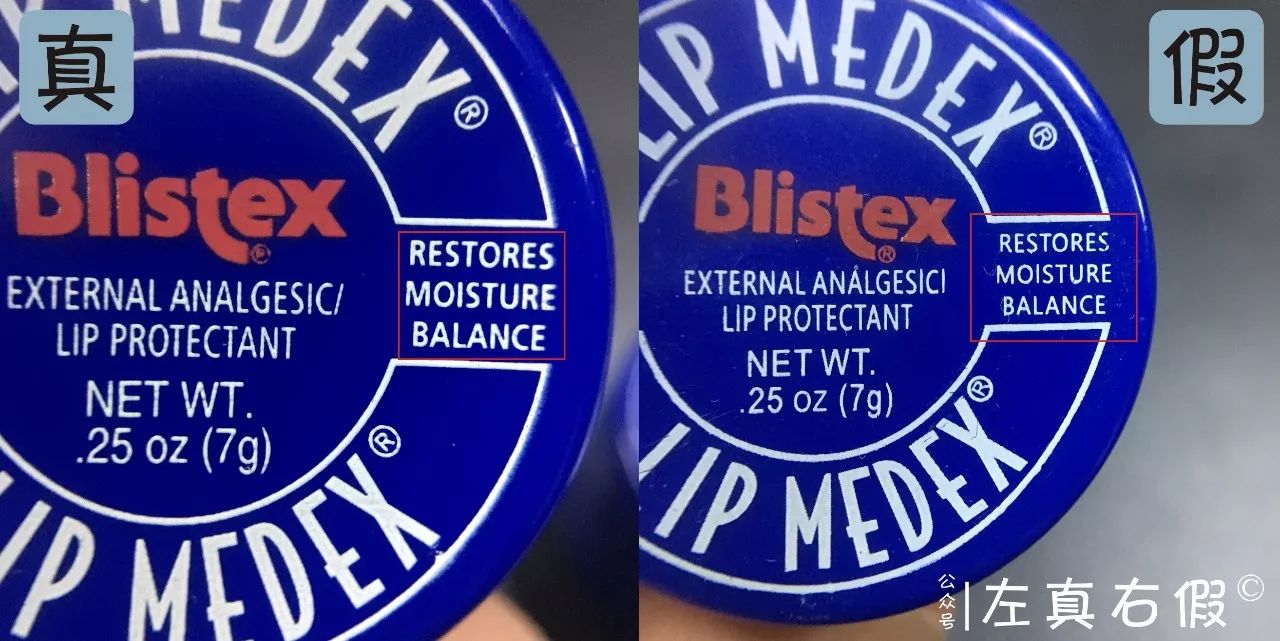 真
LIP MEDEX®
Blistex®
EXTERNAL ANALGESIC/
LIP PROTECTANT
NET WT.
.25 oz (7g)
RESTORES
MOISTURE
BALANCE
LIP MEDEX®
假
LIP MEDEX®
Blistex®
EXTERNAL ANALGESICI
LIP PROTECTANT
NET WT.
.25 oz (7g)
RESTORES
MOISTURE
BALANCE
LIP MEDEX®
公众号
左真右假©